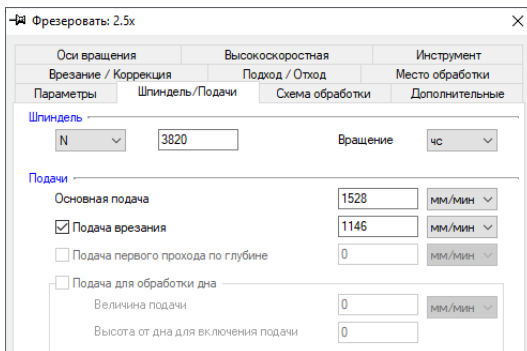 Фрезеровать: 2.5x
Оси вращения Высокоскоростная Инструмент
Врезание / Коррекция Подход / Отход Место обработки
Параметры Шпиндель/Подачи Схема обработки Дополнительные
Шпиндель
N 3820 Вращение чс
Подачи
Основная подача 1528 мм/мин
Подача врезания 1146 мм/мин
Подача первого прохода по глубине 0 мм/мин
Подача для обработки дна
Величина подачи 0 мм/мин
Высота от дна для включения подачи 0